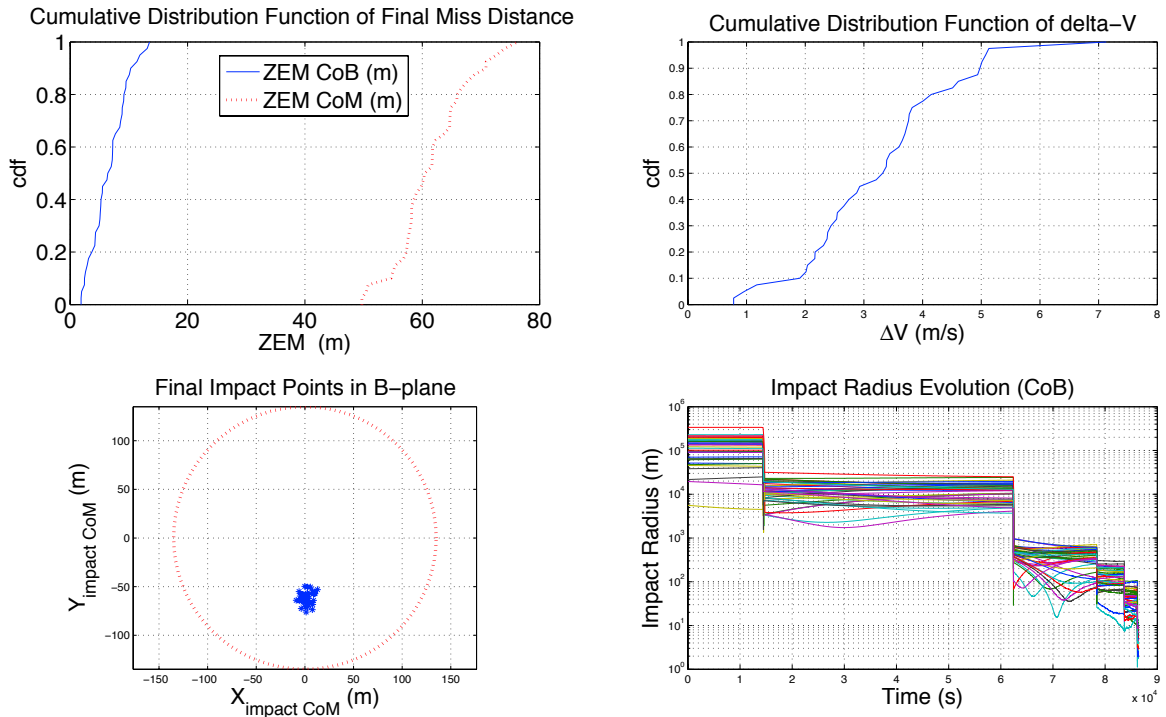 Cumulative Distribution Function of Final Miss Distance
1
0.8
0.6
0.4
0.2
0
cdf
ZEM CoB (m)
ZEM CoM (m)
0 20 40 60 80
ZEM (m)
Cumulative Distribution Function of delta−V
1
0.9
0.8
0.7
0.6
0.5
0.4
0.3
0.2
0.1
0
cdf
0 1 2 3 4 5 6 7 8
ΔV (m/s)
Final Impact Points in B−plane
100
50
0
−50
−100
Y_impact CoM (m)
−150 −100 −50 0 50 100 150
X_impact CoM (m)
Impact Radius Evolution (CoB)
10^6
10^5
10^4
10^3
10^2
10^1
10^0
Impact Radius (m)
0 1 2 3 4 5 6 7 8 9
x 10^4
Time (s)